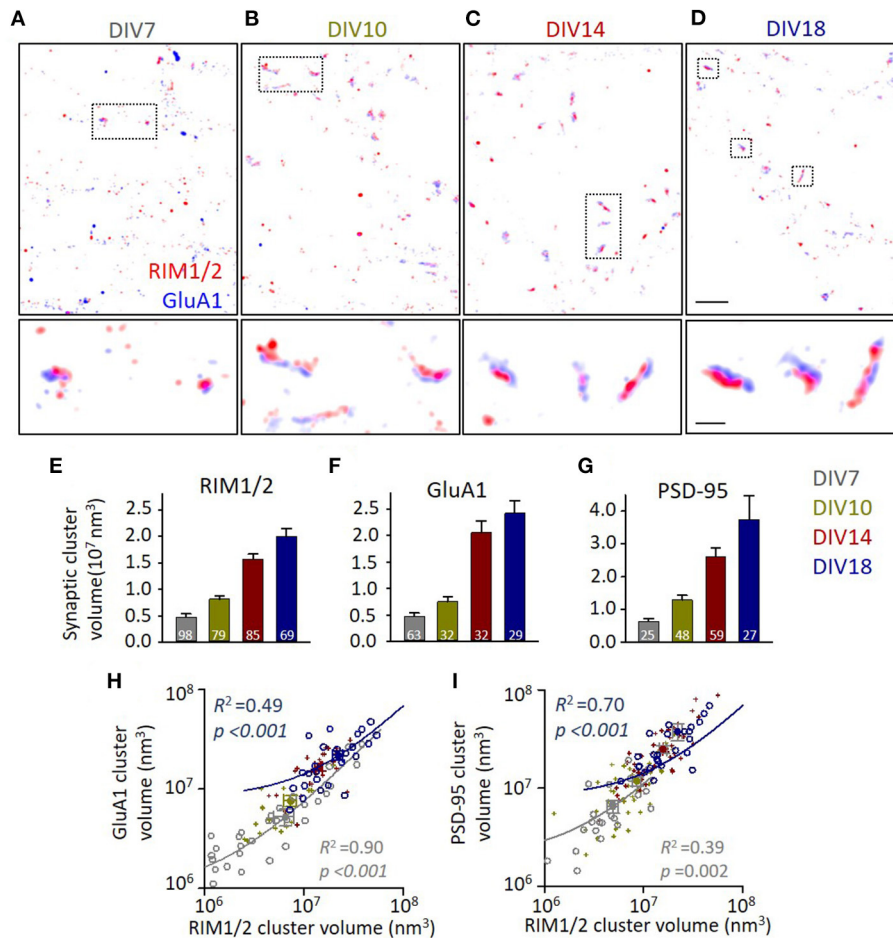 A
DIV7
B
DIV10
C
DIV14
D
DIV18
RIM1/2
GluA1
E
RIM1/2
Synaptic cluster
volume(10⁷ nm³)
2.5
2.0
1.5
1.0
0.5
0.0
98
79
85
69
F
GluA1
2.5
2.0
1.5
1.0
0.5
0.0
63
32
32
29
G
PSD-95
4.0
3.0
2.0
1.0
0.0
25
48
59
27
DIV7
DIV10
DIV14
DIV18
H
GluA1 cluster
volume (nm³)
10⁸
10⁷
10⁶
R²=0.49
p <0.001
R²=0.90
p <0.001
10⁶ 10⁷ 10⁸
RIM1/2 cluster volume (nm³)
I
PSD-95 cluster
volume (nm³)
10⁸
10⁷
10⁶
R²=0.70
p <0.001
R²=0.39
p =0.002
10⁶ 10⁷ 10⁸
RIM1/2 cluster volume (nm³)